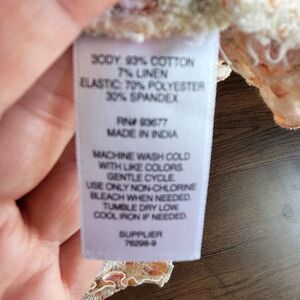 BODY: 93% COTTON
7% LINEN
ELASTIC: 70% POLYESTER
30% SPANDEX
RN# 93677
MADE IN INDIA
MACHINE WASH COLD
WITH LIKE COLORS.
GENTLE CYCLE.
USE ONLY NON-CHLORINE
BLEACH WHEN NEEDED.
TUMBLE DRY LOW.
COOL IRON IF NEEDED.
SUPPLIER
76298-9